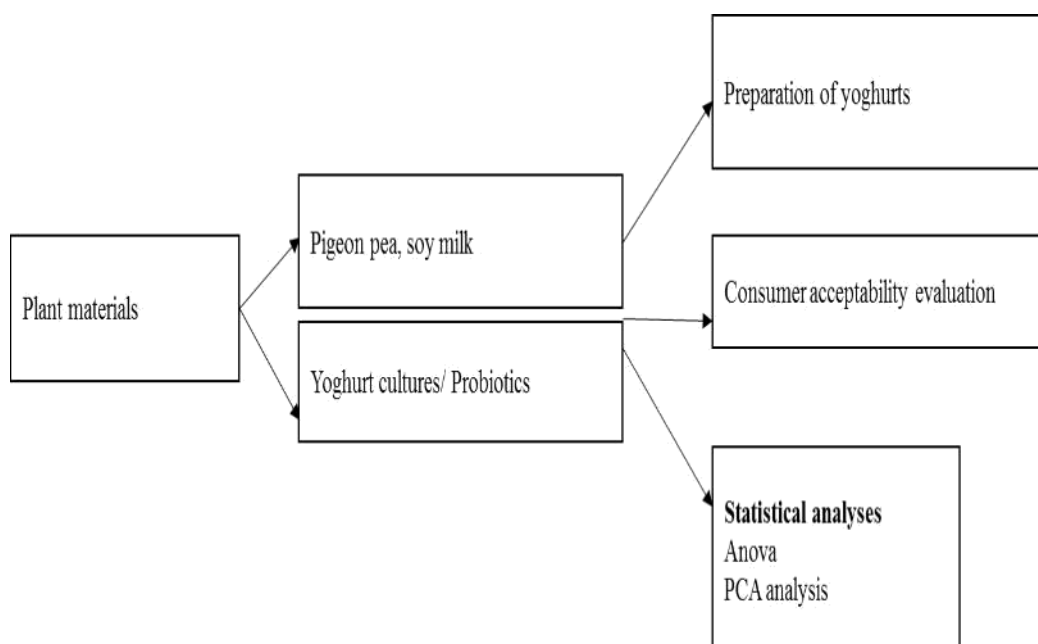 Plant materials
Pigeon pea, soy milk
Yoghurt cultures/ Probiotics
Preparation of yoghurts
Consumer acceptability evaluation
Statistical analyses
Anova
PCA analysis